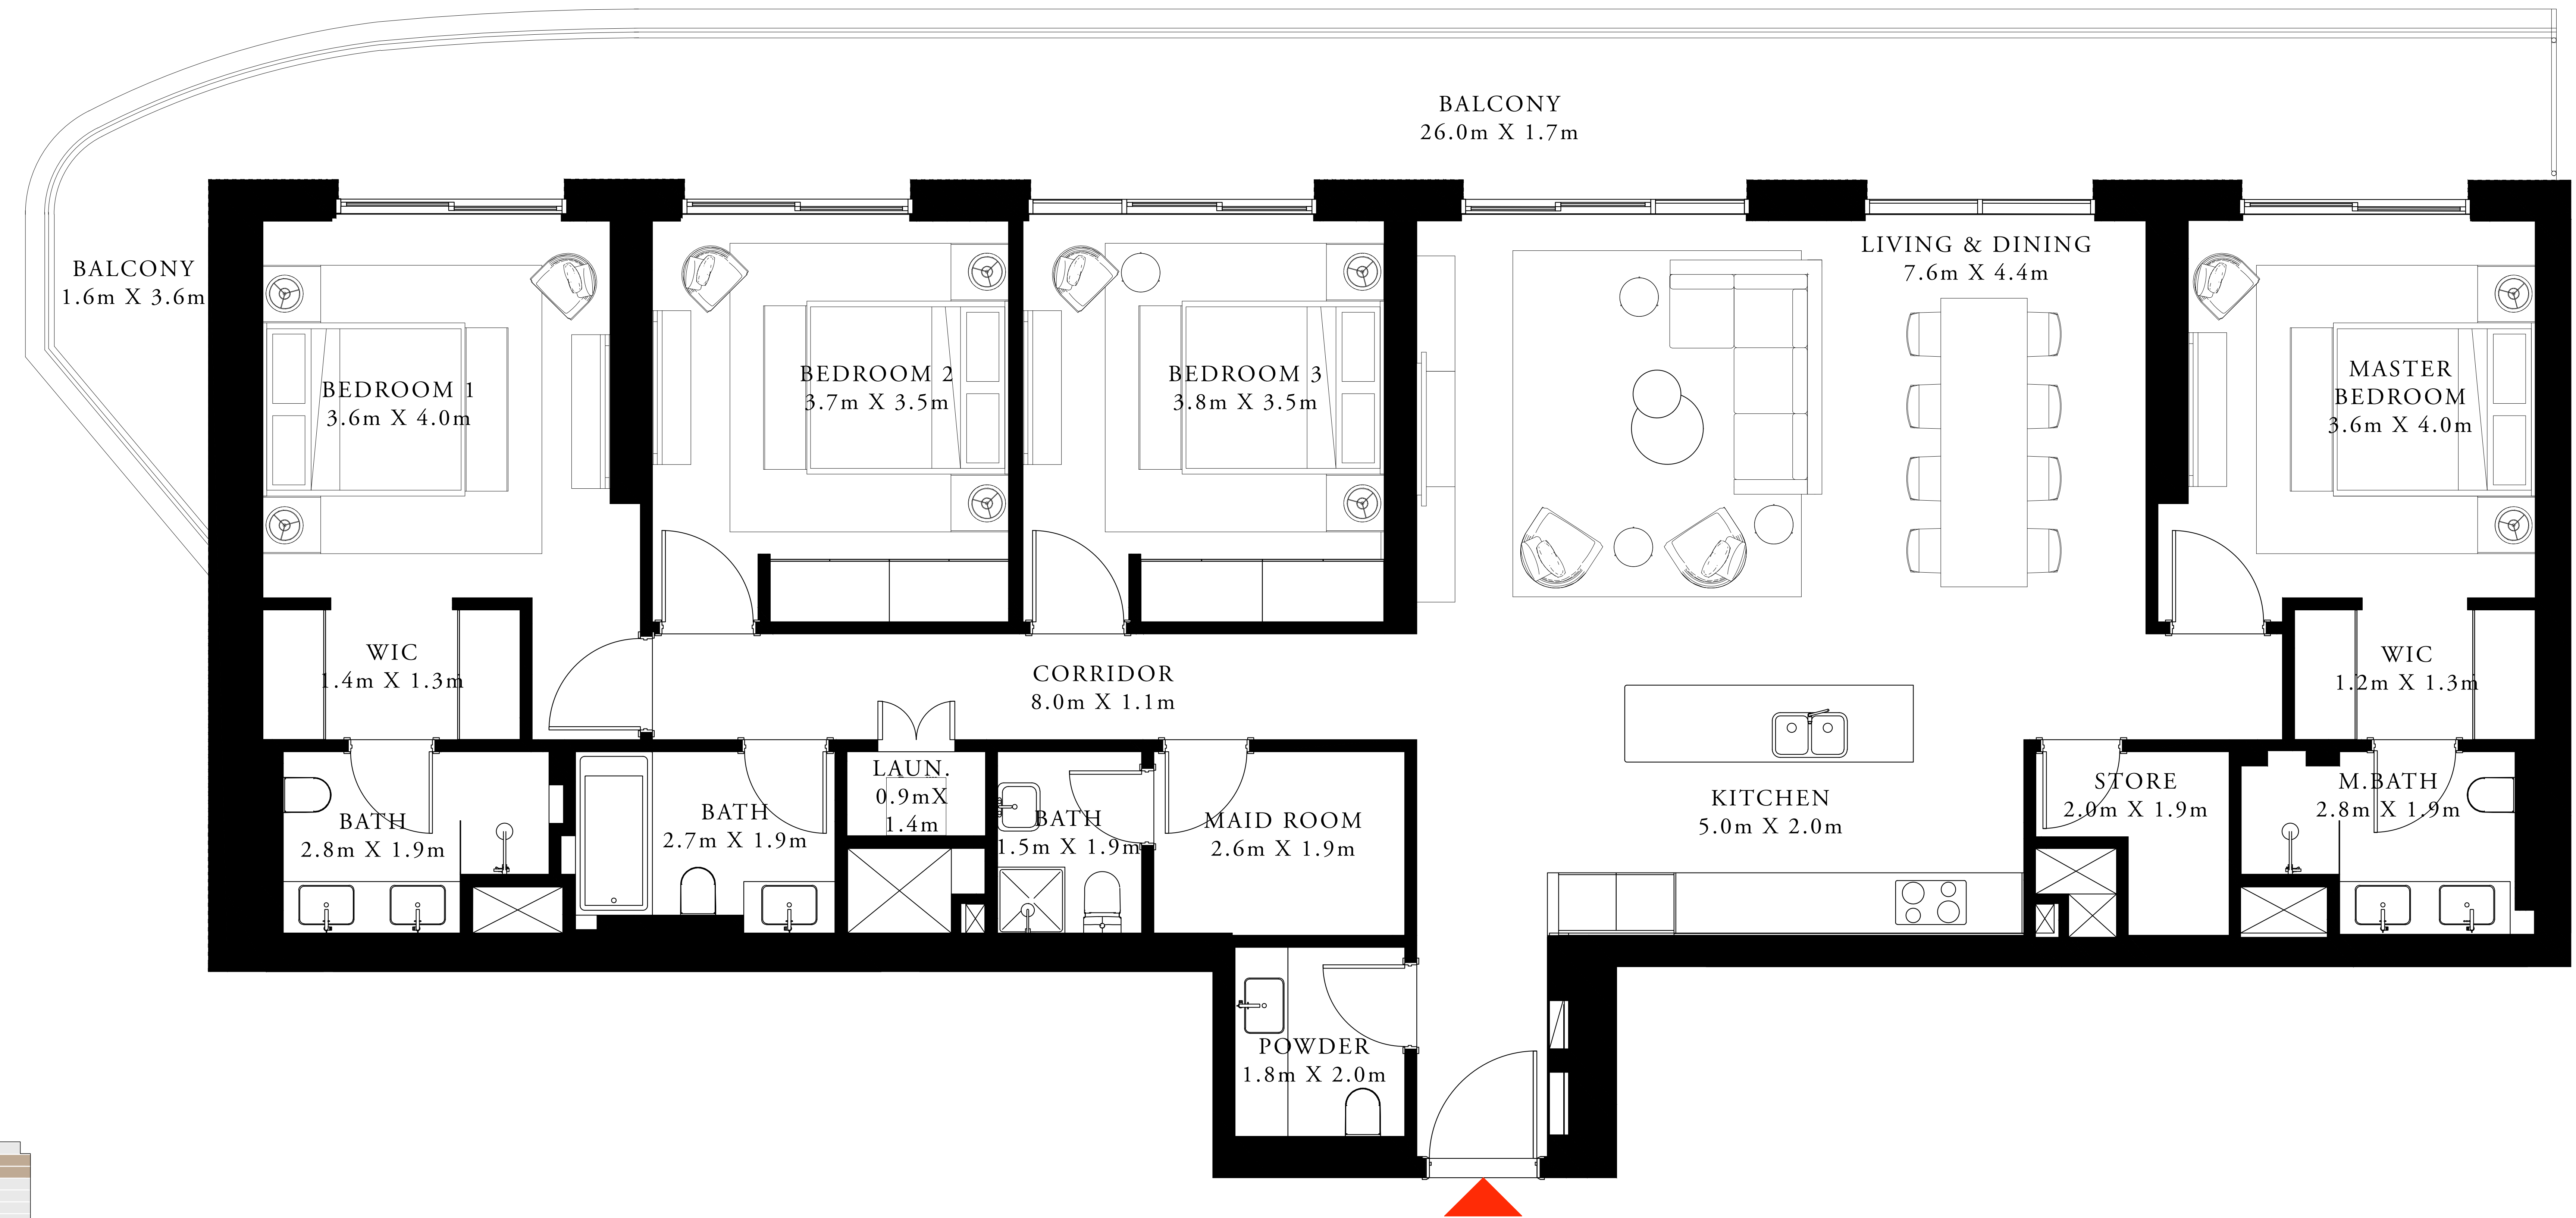 BALCONY
26.0m X 1.7m
BALCONY
1.6m X 3.6m
LIVING & DINING
7.6m X 4.4m
BEDROOM 1
3.6m X 4.0m
BEDROOM 2
3.7m X 3.5m
BEDROOM 3
3.8m X 3.5m
MASTER
BEDROOM
3.6m X 4.0m
WIC
1.4m X 1.3m
CORRIDOR
8.0m X 1.1m
WIC
1.2m X 1.3m
BATH
2.8m X 1.9m
BATH
2.7m X 1.9m
LAUN.
0.9mX
1.4m
BATH
1.5m X 1.9m
MAID ROOM
2.6m X 1.9m
KITCHEN
5.0m X 2.0m
STORE
2.0m X 1.9m
M.BATH
2.8m X 1.9m
POWDER
1.8m X 2.0m